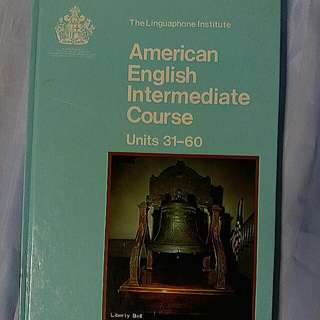 The Linguaphone Institute
American
English
Intermediate
Course
Units 31-60
Liberty Bell